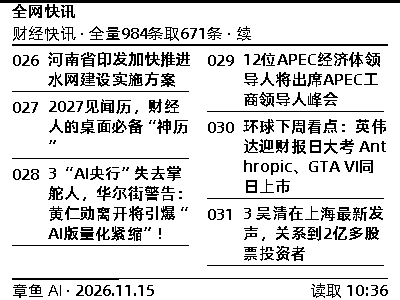 全网快讯
财经快讯 · 全量984条取671条 · 续
026 河南省印发加快推进
水网建设实施方案
027 2027见闻历，财经
人的桌面必备“神历
”
028 3“AI央行”失去掌
舵人，华尔街警告：
黄仁勋离开将引爆“
AI版量化紧缩”！
029 12位APEC经济体领
导人将出席APEC工
商领导人峰会
030 环球下周看点：英伟
达迎财报日大考 Ant
hropic、GTA VI同
日上市
031 3 吴清在上海最新发
声，关系到2亿多股
票投资者
章鱼 AI · 2026.11.15
读取 10:36